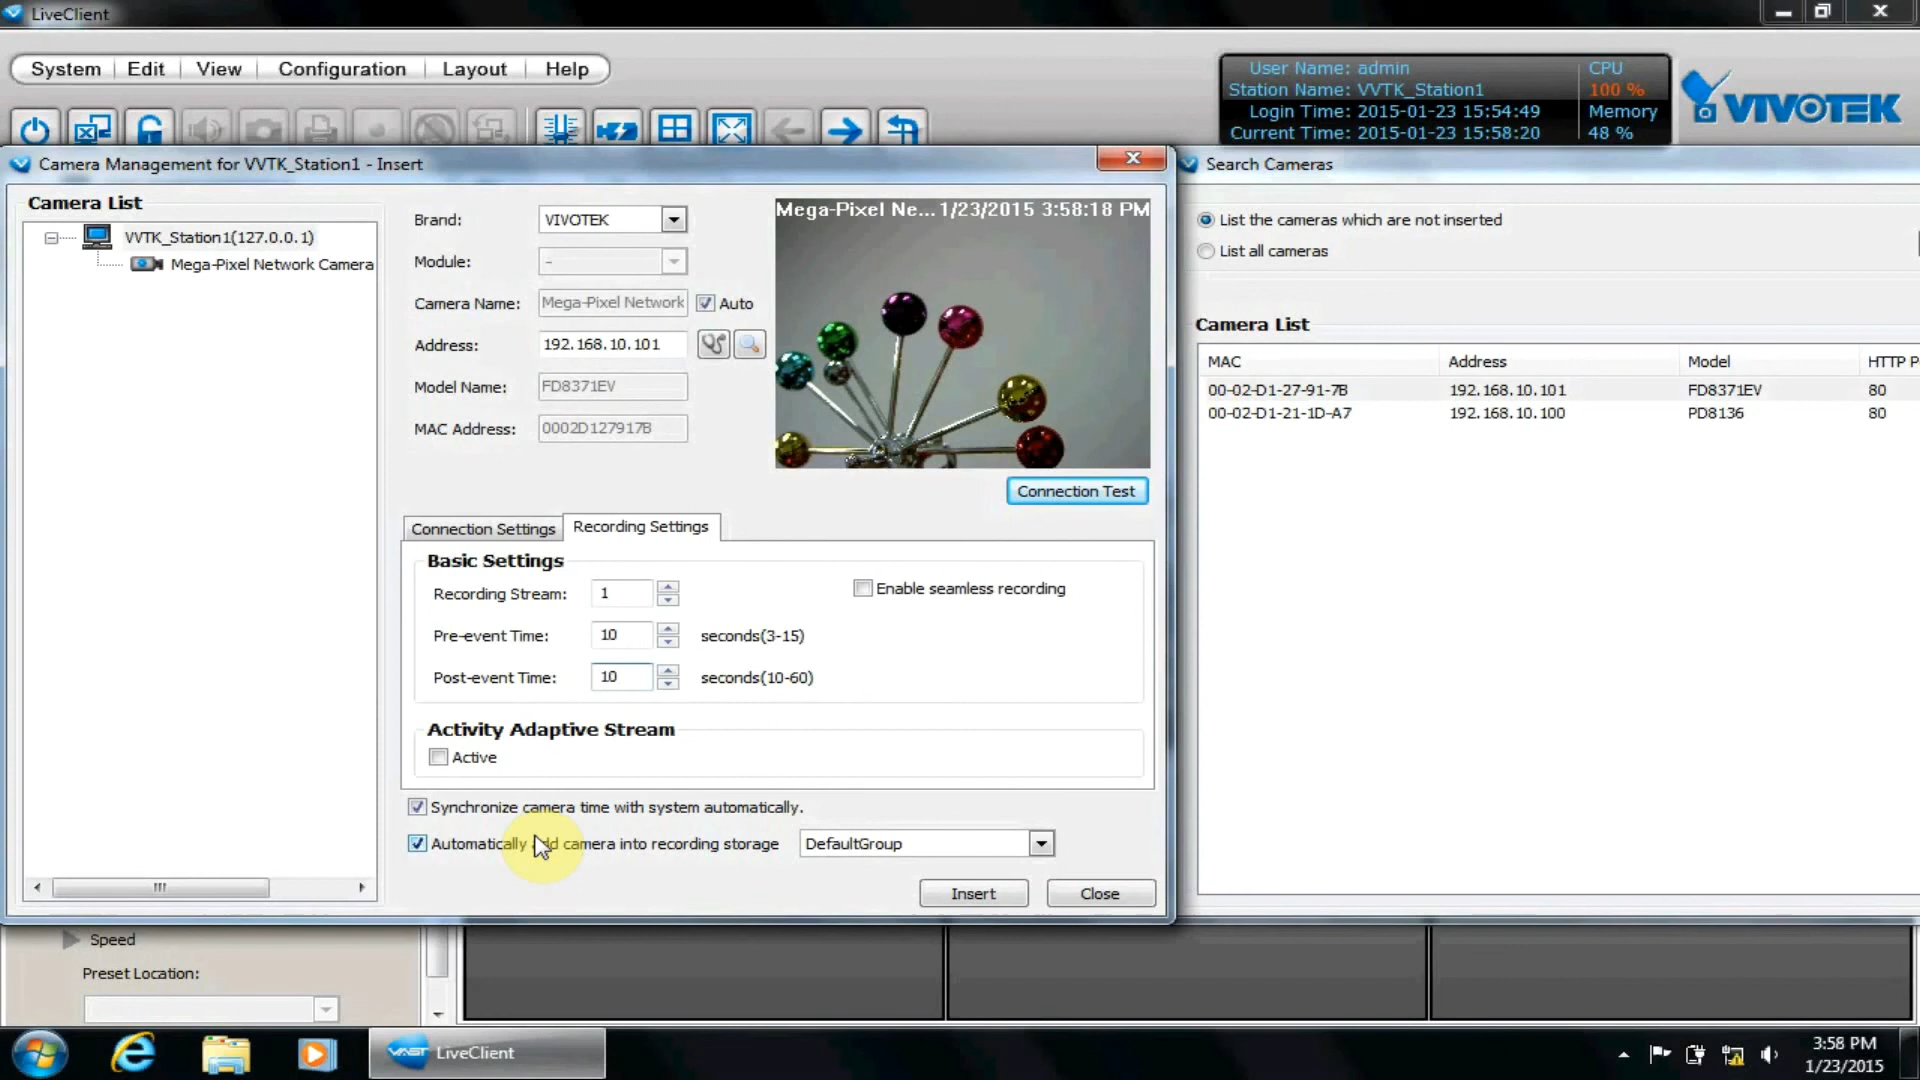 LiveClient
System Edit View Configuration Layout Help
User Name: admin
Station Name: VVTK_Station1
Login Time: 2015-01-23 15:54:49
Current Time: 2015-01-23 15:58:20
CPU
100 %
Memory
48 %
VIVOTEK
Camera Management for VVTK_Station1 - Insert
Camera List
VVTK_Station1(127.0.0.1)
Mega-Pixel Network Camera
Brand: VIVOTEK
Module: -
Camera Name: Mega-Pixel Network Auto
Address: 192.168.10.101
Model Name: FD8371EV
MAC Address: 0002D127917B
Mega-Pixel Ne... 1/23/2015 3:58:18 PM
Connection Test
Connection Settings Recording Settings
Basic Settings
Recording Stream: 1 Enable seamless recording
Pre-event Time: 10 seconds(3-15)
Post-event Time: 10 seconds(10-60)
Activity Adaptive Stream
Active
Synchronize camera time with system automatically.
Automatically add camera into recording storage DefaultGroup
Insert Close
Search Cameras
List the cameras which are not inserted
List all cameras
Camera List
MAC Address Model HTTP P
00-02-D1-27-91-7B 192.168.10.101 FD8371EV 80
00-02-D1-21-1D-A7 192.168.10.100 PD8136 80
Speed
Preset Location:
VAST LiveClient
3:58 PM
1/23/2015